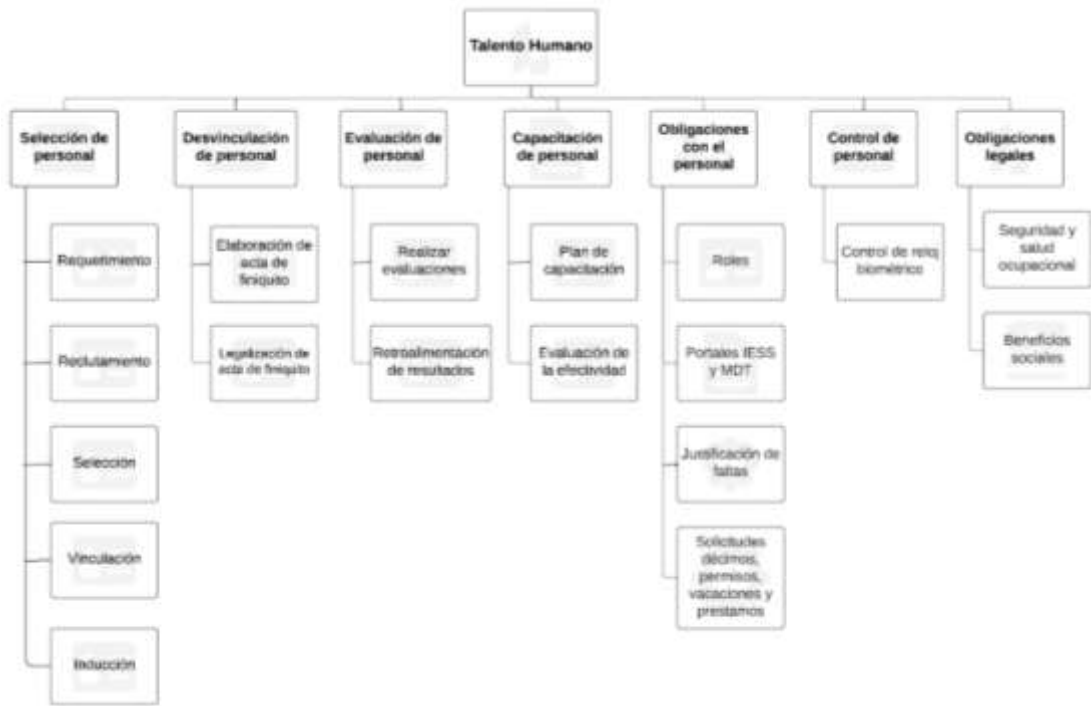 Talento Humano
Selección de
personal
Desvinculación
de personal
Evaluación de
personal
Capacitación
de personal
Obligaciones
con el
personal
Control de
personal
Obligaciones
legales
Requerimiento
Reclutamiento
Selección
Vinculación
Inducción
Elaboración de
acta de
finiquito
Legalización de
acta de finiquito
Realizar
evaluaciones
Retroalimentación
de resultados
Plan de
capacitación
Evaluación de
la efectividad
Roles
Portales IESS
y MDT
Justificación de
faltas
Solicitudes
décimos,
permisos,
vacaciones y
prestamos
Control de reloj
biométrico
Seguridad y
salud
ocupacional
Beneficios
sociales